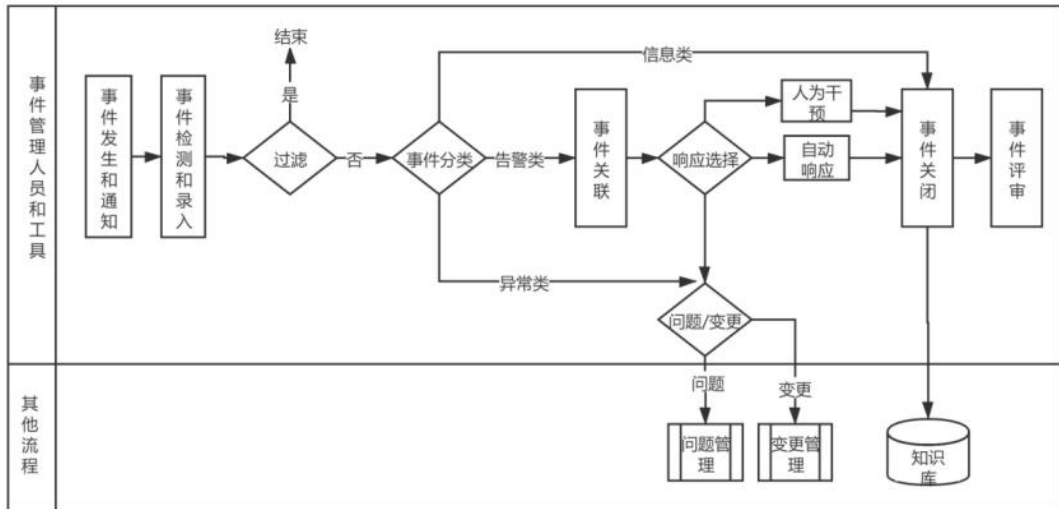 事件管理人员和工具
事件发生和通知
事件检测和录入
结束
是
过滤
否
事件分类
信息类
告警类
异常类
事件关联
响应选择
人为干
预
自动
响应
事件关闭
事件评审
问题/变更
问题
变更
其他流程
问题管
理
变更管
理
知识
库